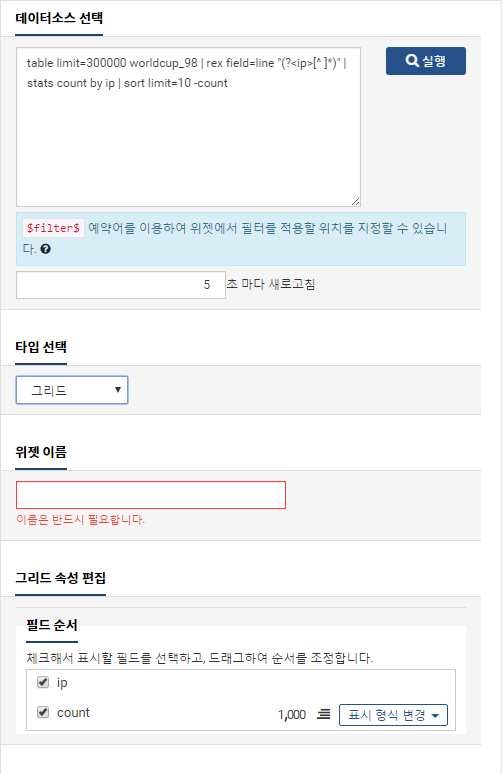 데이터소스 선택
table limit=300000 worldcup_98 | rex field=line "(?<ip>[^ ]*)" |
stats count by ip | sort limit=10 -count
실행
$filter$ 예약어를 이용하여 위젯에서 필터를 적용할 위치를 지정할 수 있습니
다.
5 초 마다 새로고침
타입 선택
그리드
위젯 이름
이름은 반드시 필요합니다.
그리드 속성 편집
필드 순서
체크해서 표시할 필드를 선택하고, 드래그하여 순서를 조정합니다.
ip
count 1,000 표시 형식 변경